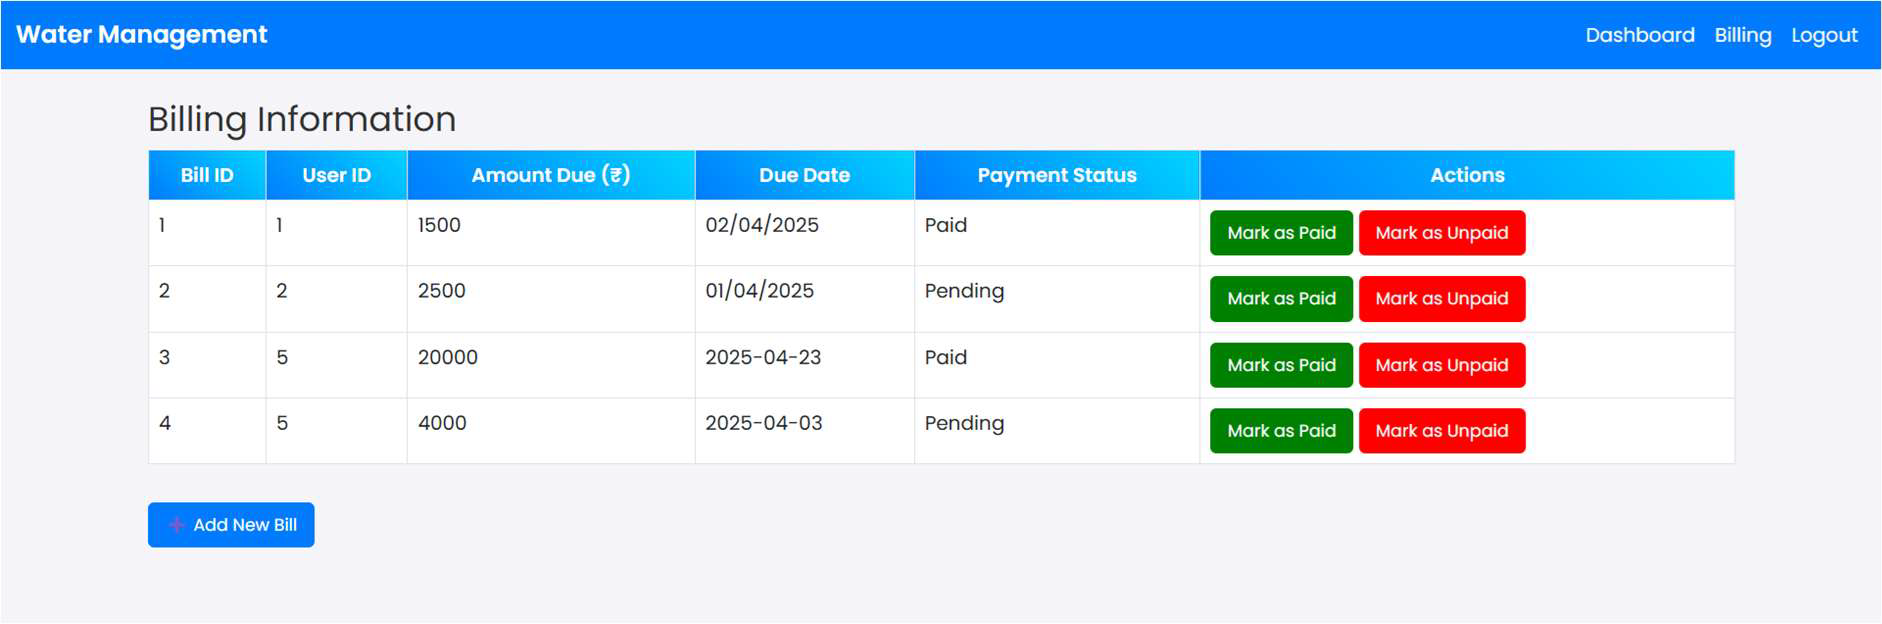 Water Management Dashboard Billing Logout
Billing Information
Bill ID User ID Amount Due (₹) Due Date Payment Status Actions
1 1 1500 02/04/2025 Paid Mark as Paid Mark as Unpaid
2 2 2500 01/04/2025 Pending Mark as Paid Mark as Unpaid
3 5 20000 2025-04-23 Paid Mark as Paid Mark as Unpaid
4 5 4000 2025-04-03 Pending Mark as Paid Mark as Unpaid
+ Add New Bill